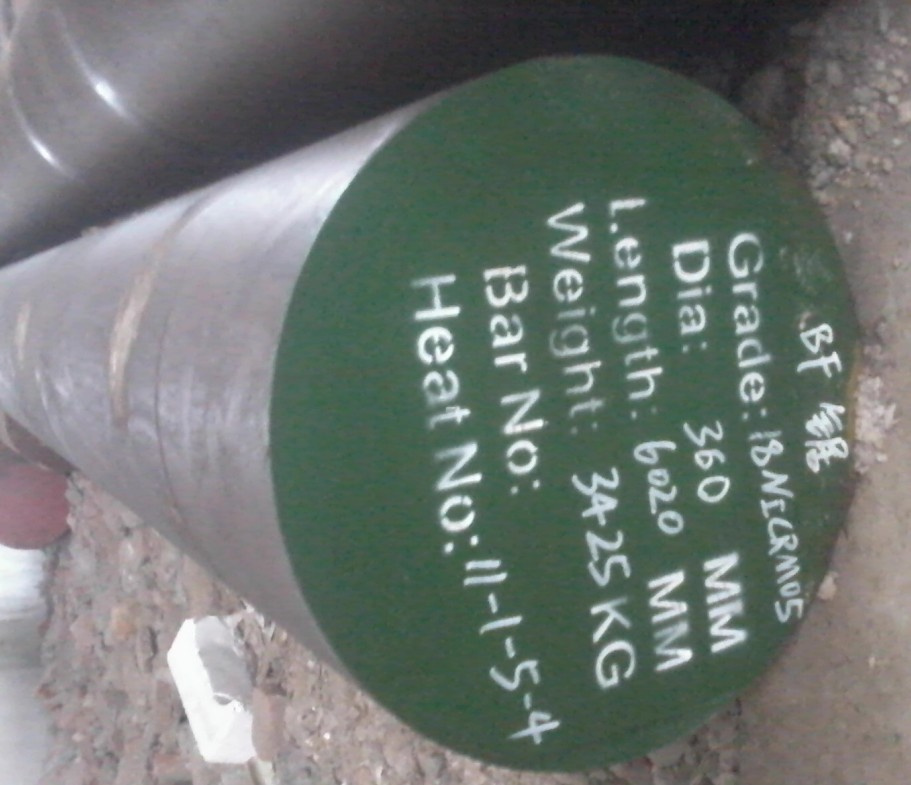 BF 锟
Grade: 18NiCRMO5
Dia: 360 MM
Length: 6020 MM
Weight: 3425 KG
Bar No:
Heat No: 11-1-5-4